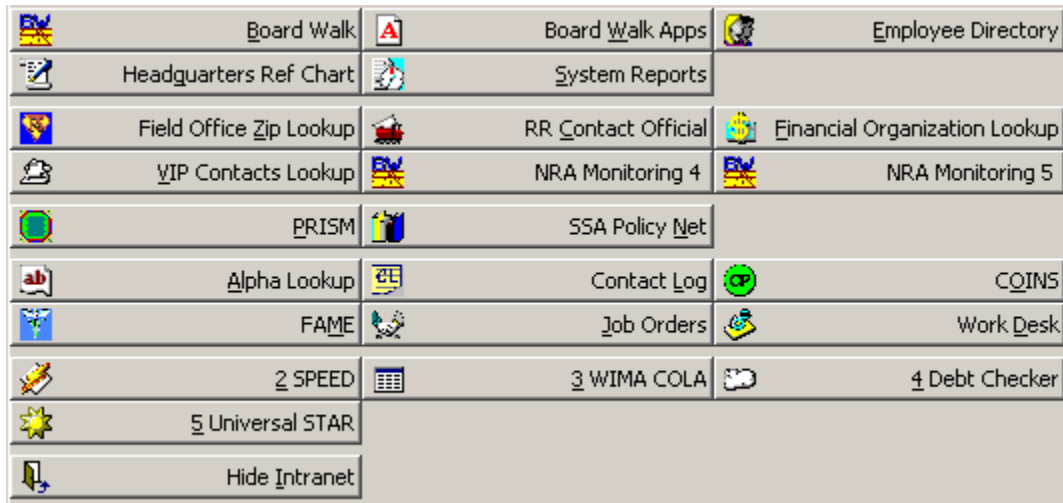 Board Walk Board Walk Apps Employee Directory
Headquarters Ref Chart System Reports
Field Office Zip Lookup RR Contact Official Financial Organization Lookup
VIP Contacts Lookup NRA Monitoring 4 NRA Monitoring 5
PRISM SSA Policy Net
Alpha Lookup Contact Log COINS
FAME Job Orders Work Desk
2 SPEED 3 WIMA COLA 4 Debt Checker
5 Universal STAR
Hide Intranet